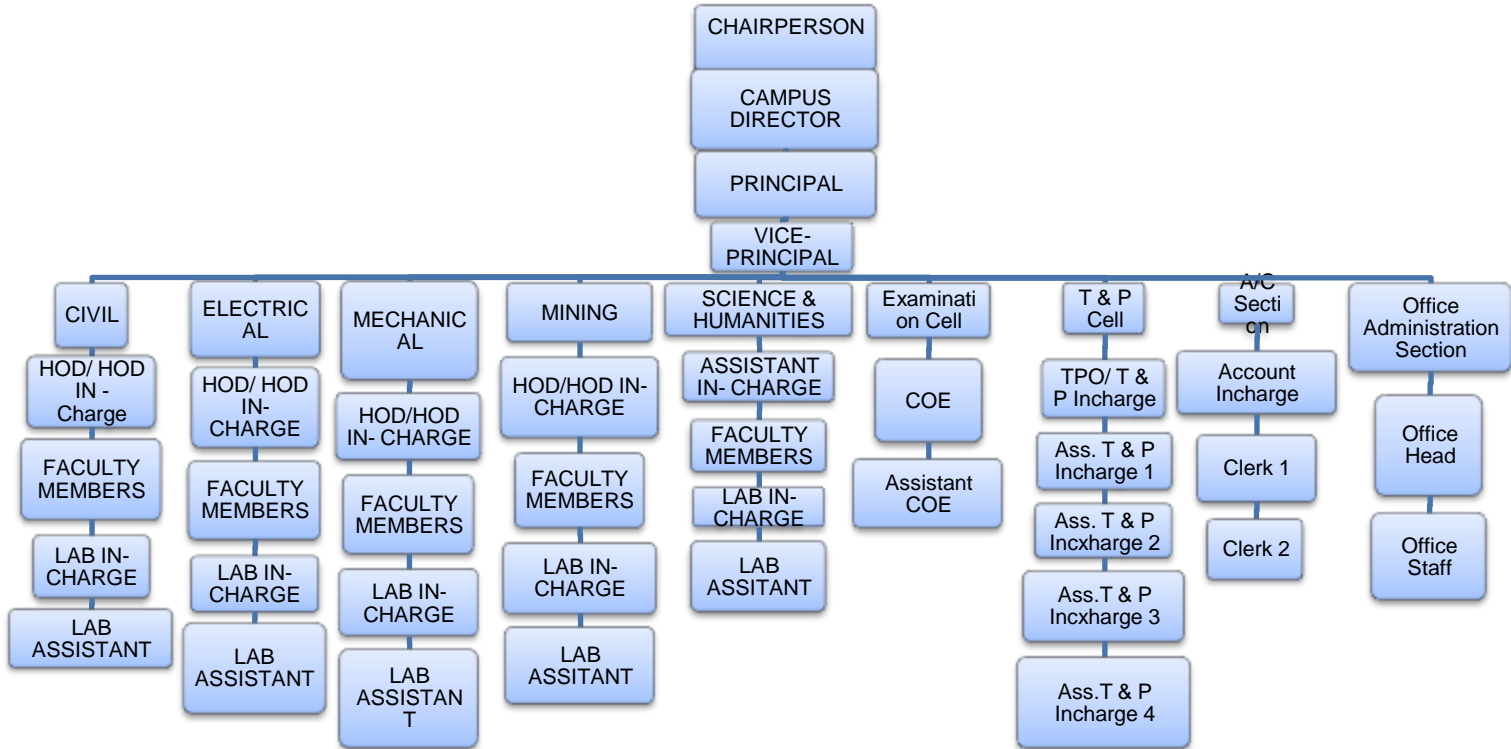 CHAIRPERSON
CAMPUS
DIRECTOR
PRINCIPAL
VICE-
PRINCIPAL
CIVIL
HOD/ HOD
IN -
Charge
FACULTY
MEMBERS
LAB IN-
CHARGE
LAB
ASSISTANT
ELECTRIC
AL
HOD/ HOD
IN-
CHARGE
FACULTY
MEMBERS
LAB IN-
CHARGE
LAB
ASSISTANT
MECHANIC
AL
HOD/HOD
IN- CHARGE
FACULTY
MEMBERS
LAB IN-
CHARGE
LAB
ASSISTAN
T
MINING
HOD/HOD IN-
CHARGE
FACULTY
MEMBERS
LAB IN-
CHARGE
LAB
ASSITANT
SCIENCE &
HUMANITIES
ASSISTANT
IN- CHARGE
FACULTY
MEMBERS
LAB IN-
CHARGE
LAB
ASSITANT
Examinati
on Cell
COE
Assistant
COE
T & P
Cell
TPO/ T &
P Incharge
Ass. T & P
Incharge 1
Ass. T & P
Incxharge 2
Ass.T & P
Incxharge 3
Ass.T & P
Incharge 4
A/C
Secti
on
Account
Incharge
Clerk 1
Clerk 2
Office
Administration
Section
Office
Head
Office
Staff